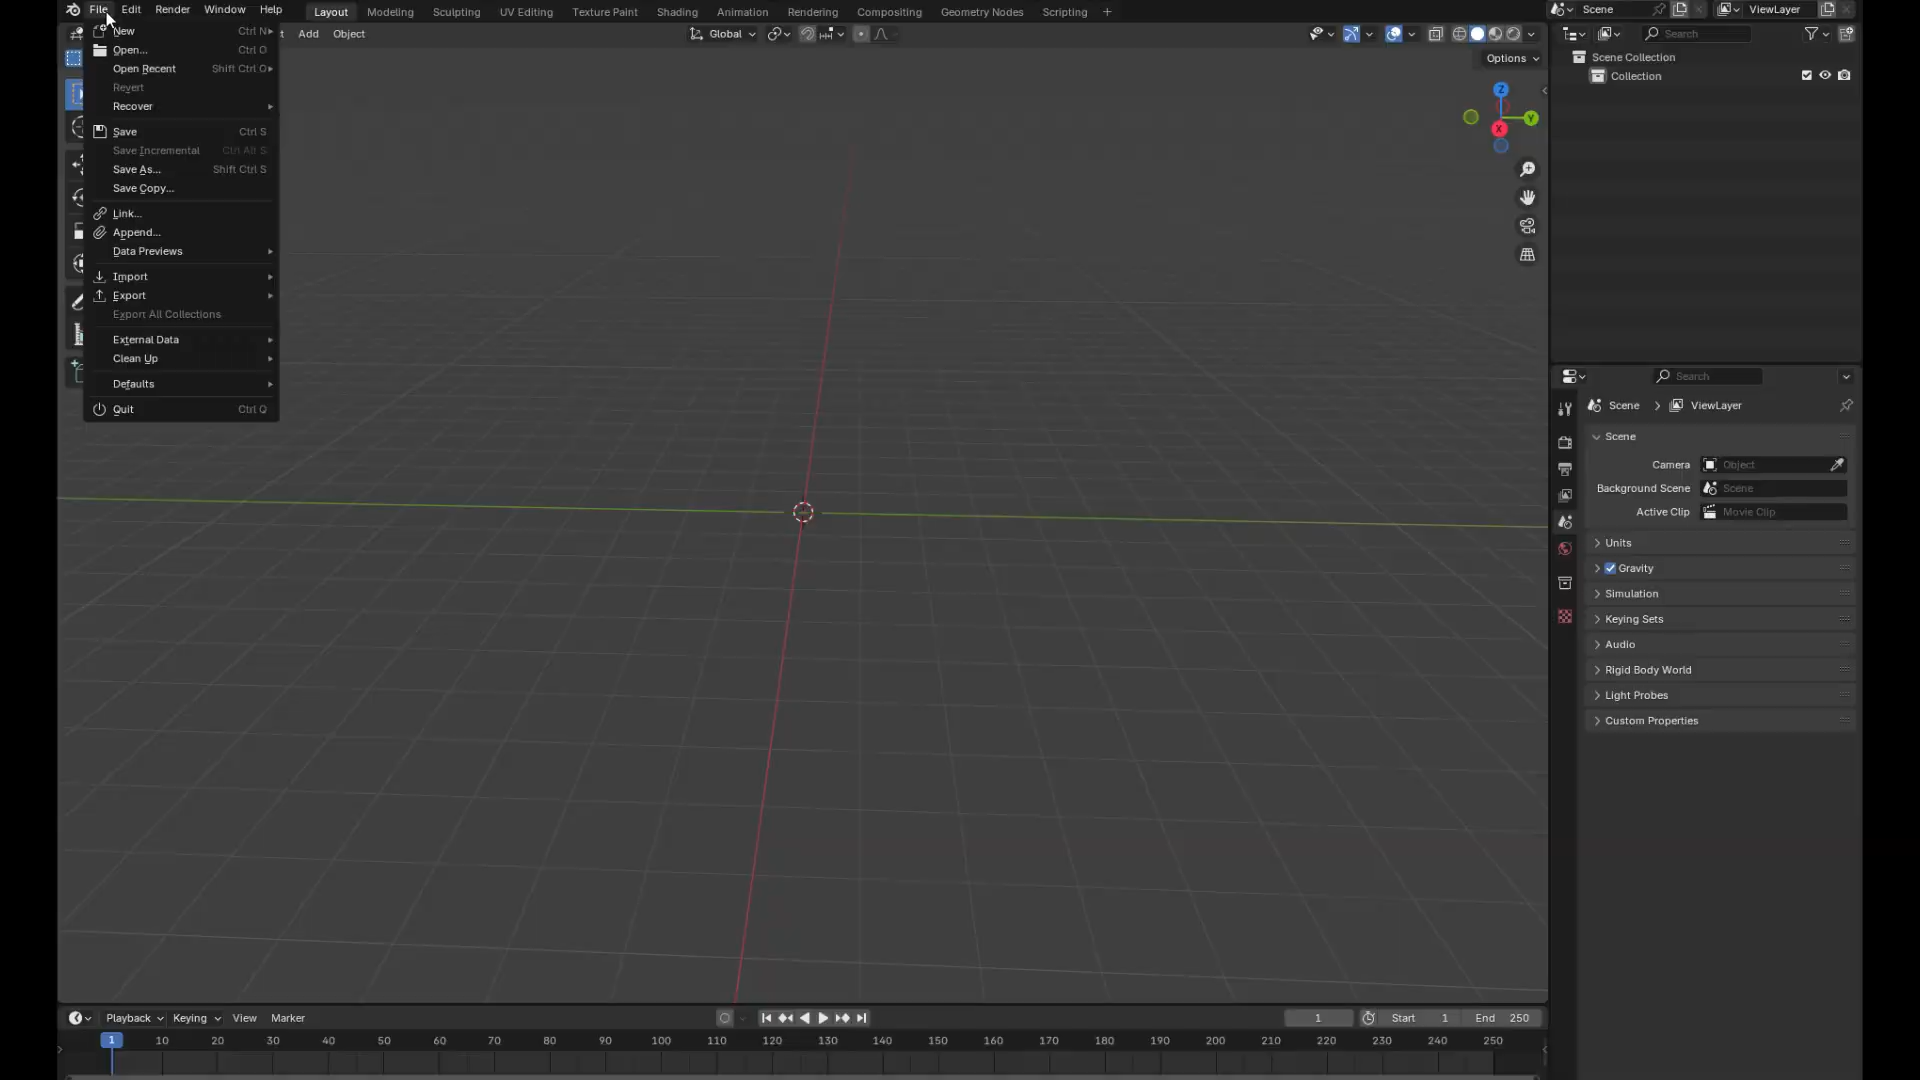 File Edit Render Window Help Layout Modeling Sculpting UV Editing Texture Paint Shading Animation Rendering Compositing Geometry Nodes Scripting + Scene ViewLayer
New Ctrl N
t Add Object Global
Search
Open... Ctrl O
Options
Scene Collection
Open Recent Shift Ctrl O
Collection
Revert
Z
Recover
Y
X
Save Ctrl S
Save Incremental Ctrl Alt S
Save As... Shift Ctrl S
Save Copy...
Link...
Append...
Data Previews
Import
Export
Export All Collections
External Data
Clean Up
Defaults
Quit Ctrl Q
Search
Scene > ViewLayer
Scene
Camera Object
Background Scene Scene
Active Clip Movie Clip
Units
Gravity
Simulation
Keying Sets
Audio
Rigid Body World
Light Probes
Custom Properties
Playback Keying View Marker 1 Start 1 End 250
1 10 20 30 40 50 60 70 80 90 100 110 120 130 140 150 160 170 180 190 200 210 220 230 240 250